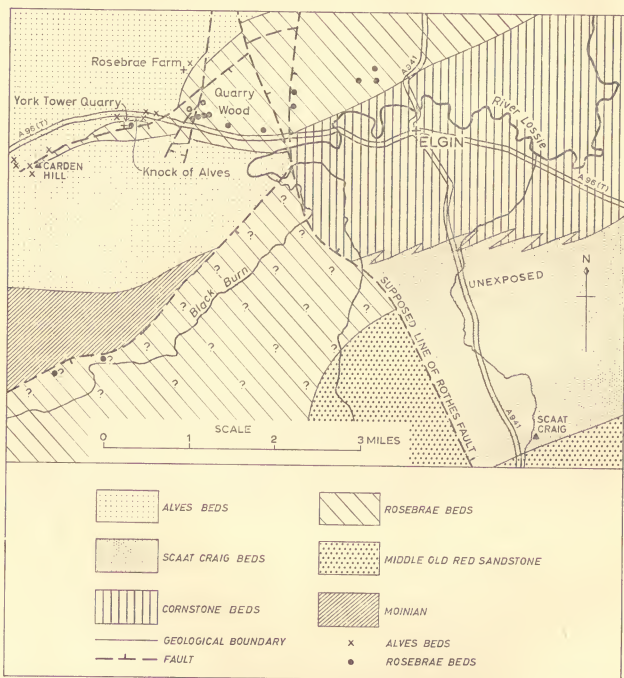 Rosebrae Farm
York Tower Quarry
Quarry
Wood
A941
River Lossie
A96(T)
ELGIN
A96(T)
CARDEN
HILL
Knock of Alves
Black Burn
?
UNEXPOSED
N
SUPPOSED LINE OF ROTHES FAULT
A941
SCAAT
CRAIG
SCALE
0 1 2 3 MILES
ALVES BEDS
ROSEBRAE BEDS
SCAAT CRAIG BEDS
MIDDLE OLD RED SANDSTONE
CORNSTONE BEDS
MOINIAN
GEOLOGICAL BOUNDARY
x ALVES BEDS
FAULT
ROSEBRAE BEDS